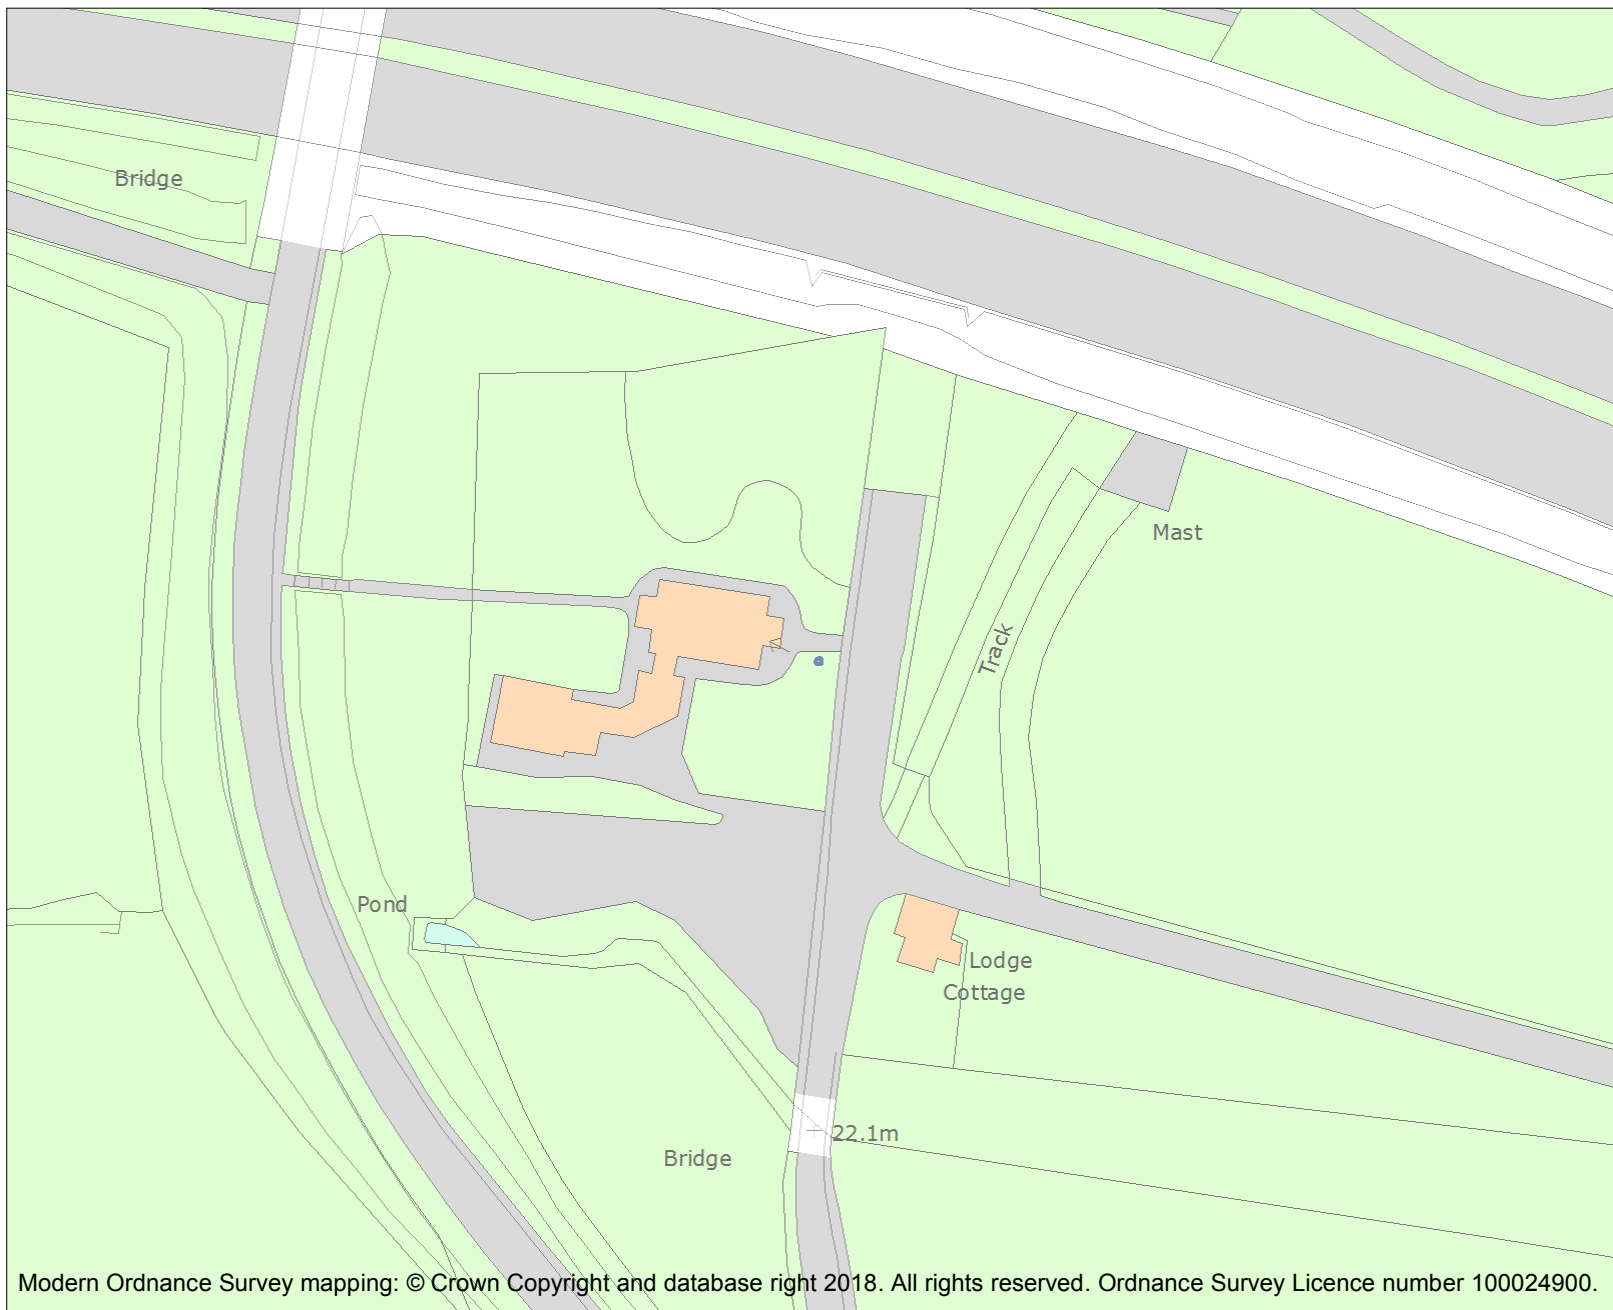 Bridge
Mast
Track
Pond
Lodge
Cottage
22.1m
Bridge
Modern Ordnance Survey mapping: © Crown Copyright and database right 2018. All rights reserved. Ordnance Survey Licence number 100024900.